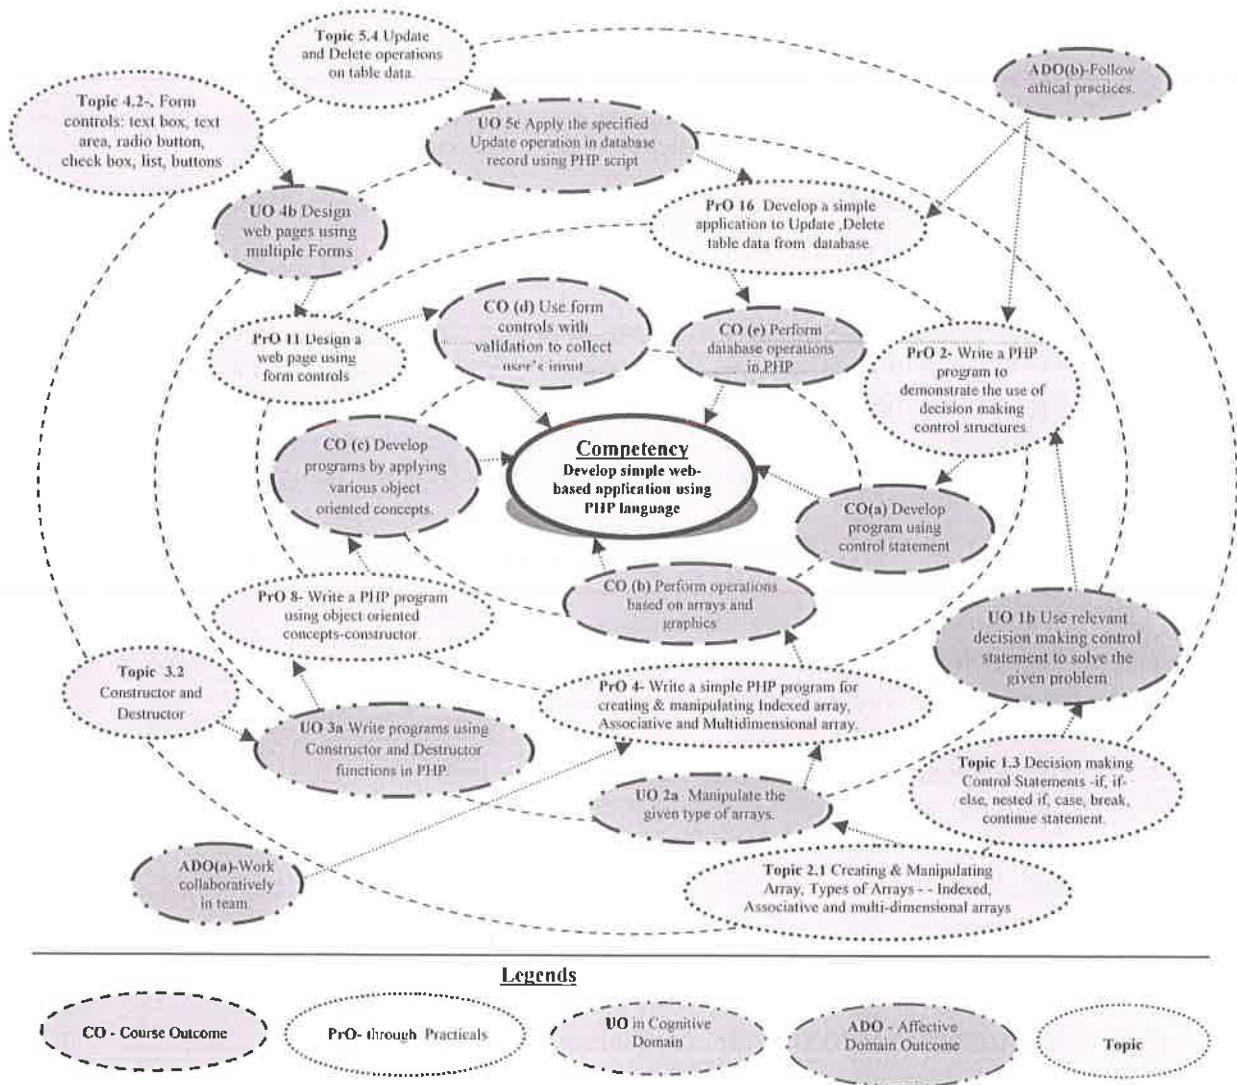 Topic 5.4 Update
and Delete operations
on table data.
ADO(b)-Follow
ethical practices.
Topic 4.2-. Form
controls: text box, text
area, radio button,
check box, list, buttons
UO 5c Apply the specified
Update operation in database
record using PHP script
UO 4b Design
web pages using
multiple Forms
PrO 16 Develop a simple
application to Update ,Delete
table data from database.
CO (d) Use form
controls with
validation to collect
user's input
CO (e) Perform
database operations
in PHP
PrO 11 Design a
web page using
form controls
PrO 2- Write a PHP
program to
demonstrate the use of
decision making
control structures.
CO (c) Develop
programs by applying
various object
oriented concepts.
Competency
Develop simple web-
based application using
PHP language
CO(a) Develop
program using
control statement
CO (b) Perform operations
based on arrays and
graphics
PrO 8- Write a PHP program
using object oriented
concepts-constructor.
UO 1b Use relevant
decision making control
statement to solve the
given problem
Topic 3.2
Constructor and
Destructor
PrO 4- Write a simple PHP program for
creating & manipulating Indexed array,
Associative and Multidimensional array.
UO 3a Write programs using
Constructor and Destructor
functions in PHP.
Topic 1.3 Decision making
Control Statements -if, if-
else, nested if, case, break,
continue statement.
UO 2a Manipulate the
given type of arrays.
ADO(a)-Work
collaboratively
in team.
Topic 2.1 Creating & Manipulating
Array, Types of Arrays - - Indexed,
Associative and multi-dimensional arrays
Legends
CO - Course Outcome
PrO- through Practicals
UO in Cognitive
Domain
ADO - Affective
Domain Outcome
Topic